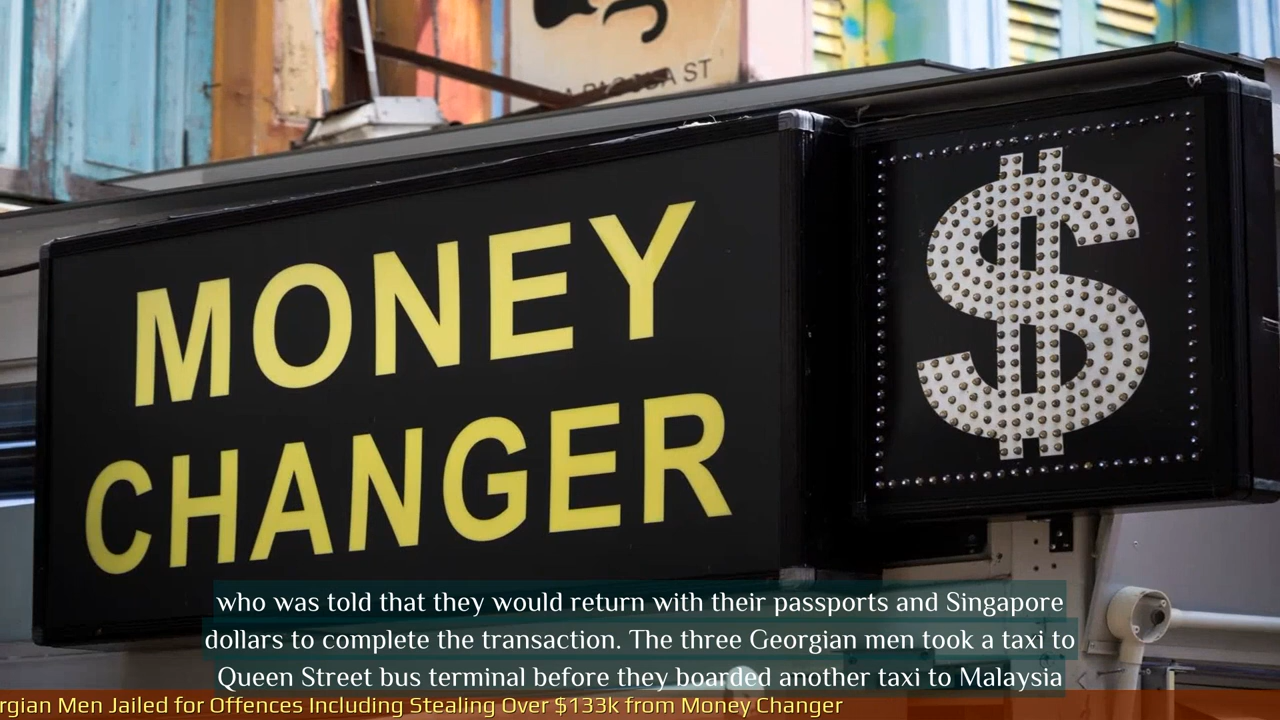 ST
MONEY
CHANGER
$
who was told that they would return with their passports and Singapore
dollars to complete the transaction. The three Georgian men took a taxi to
Queen Street bus terminal before they boarded another taxi to Malaysia
rgian Men Jailed for Offences Including Stealing Over $133k from Money Changer